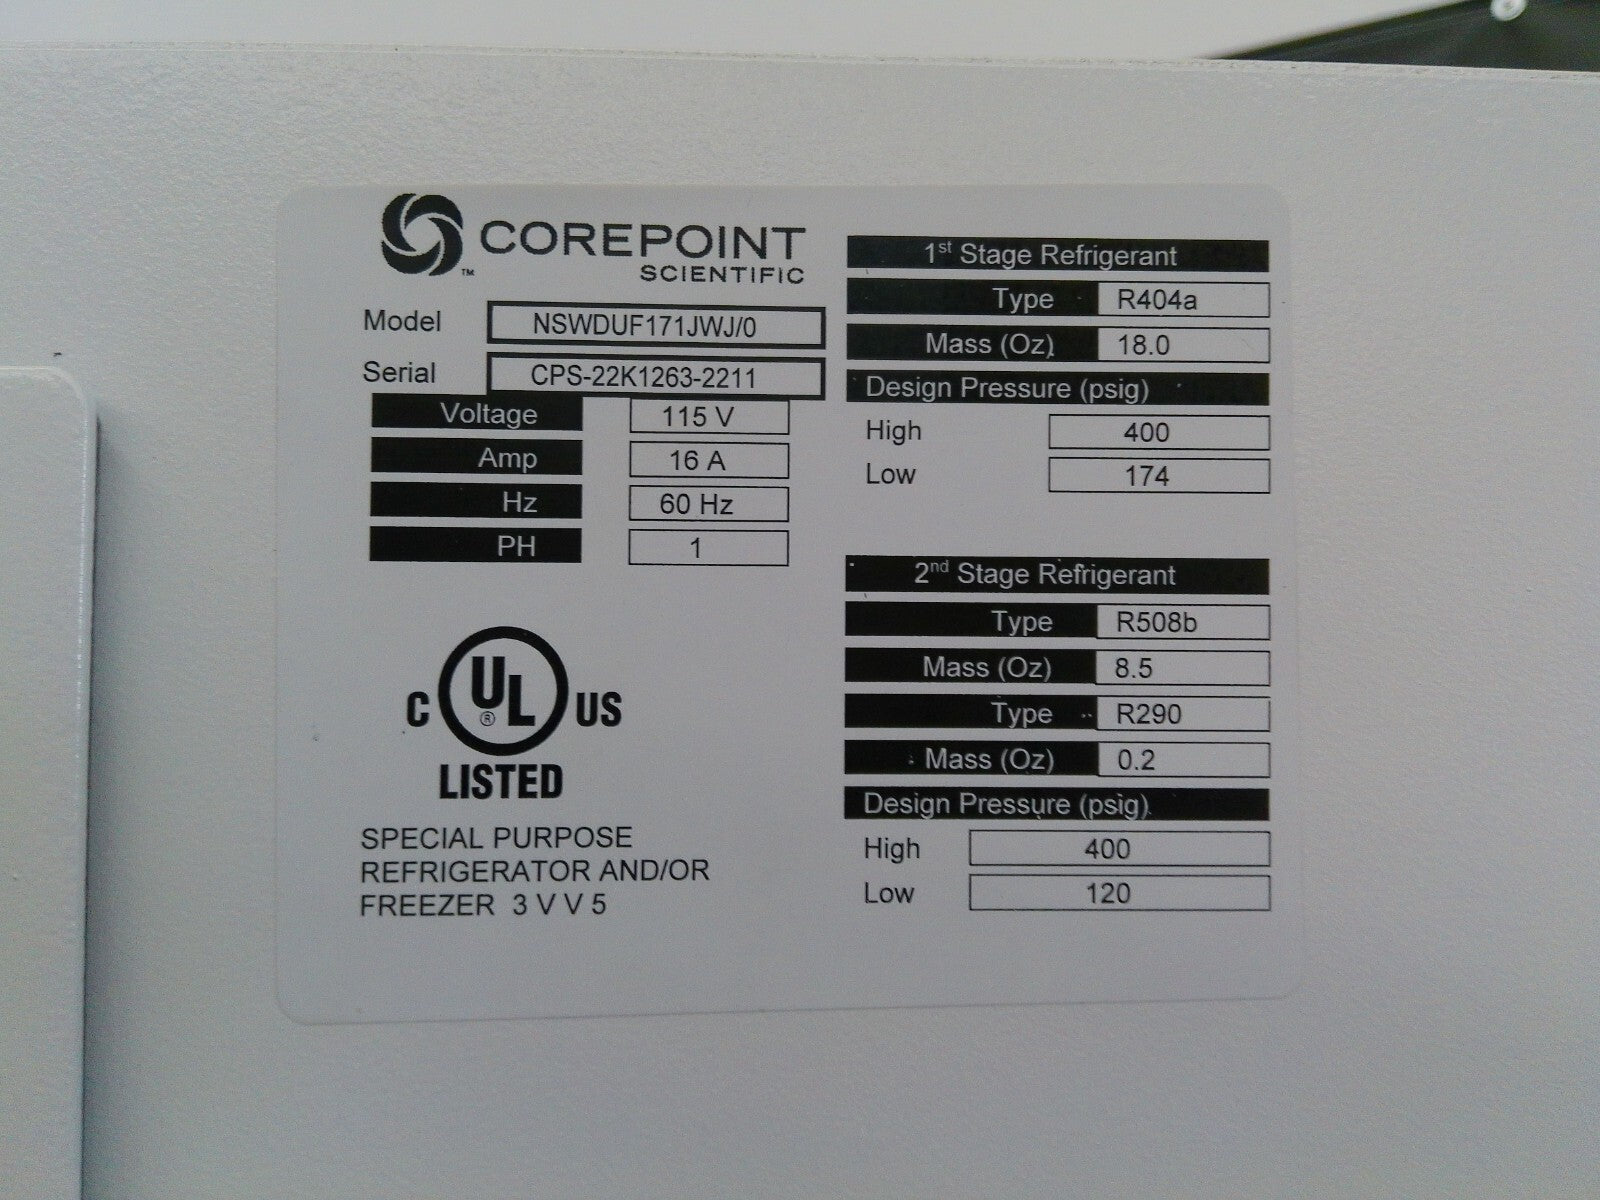 COREPOINT
SCIENTIFIC
™
Model NSWDUF171JWJ/0
Serial CPS-22K1263-2211
Voltage 115 V
Amp 16 A
Hz 60 Hz
PH 1
C UL ® US
LISTED
SPECIAL PURPOSE
REFRIGERATOR AND/OR
FREEZER 3 V V 5
1st Stage Refrigerant
Type R404a
Mass (Oz) 18.0
Design Pressure (psig)
High 400
Low 174
2nd Stage Refrigerant
Type R508b
Mass (Oz) 8.5
Type R290
Mass (Oz) 0.2
Design Pressure (psig)
High 400
Low 120